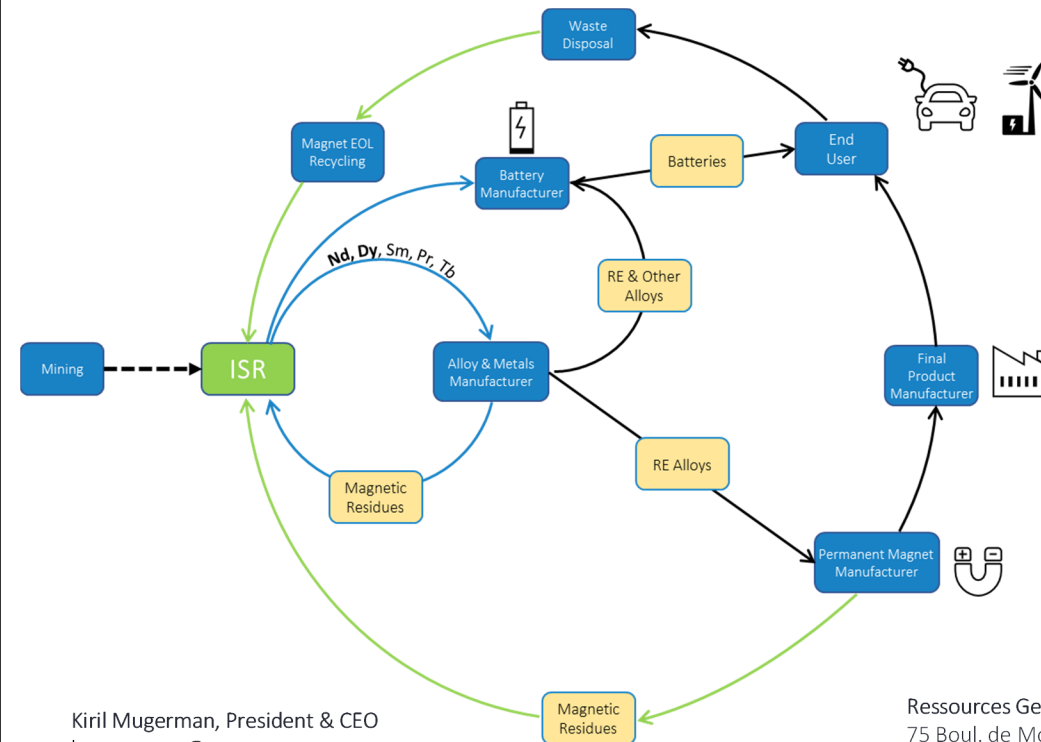 Waste
Disposal
Magnet EOL
Recycling
Battery
Manufacturer
Batteries
End
User
Nd, Dy, Sm, Pr, Tb
RE & Other
Alloys
Mining
ISR
Alloy & Metals
Manufacturer
Final
Product
Manufacturer
RE Alloys
Magnetic
Residues
Permanent Magnet
Manufacturer
Magnetic
Residues
Kiril Mugerman, President & CEO
Ressources Ge
75 Boul. de Mo